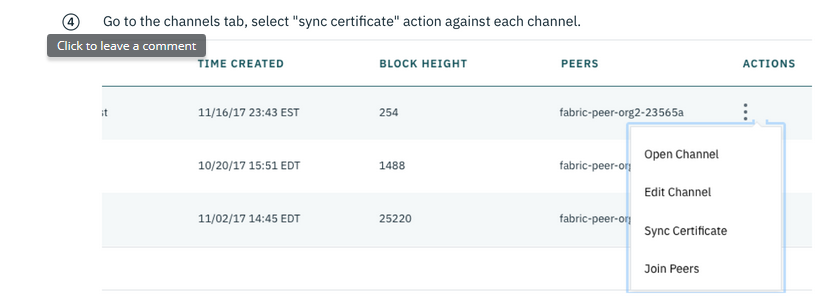 4 Go to the channels tab, select "sync certificate" action against each channel.
Click to leave a comment
TIME CREATED BLOCK HEIGHT PEERS ACTIONS
st 11/16/17 23:43 EST 254 fabric-peer-org2-23565a
Open Channel
10/20/17 15:51 EDT 1488 fabric-peer-or
Edit Channel
11/02/17 14:45 EDT 25220 fabric-peer-or
Sync Certificate
Join Peers